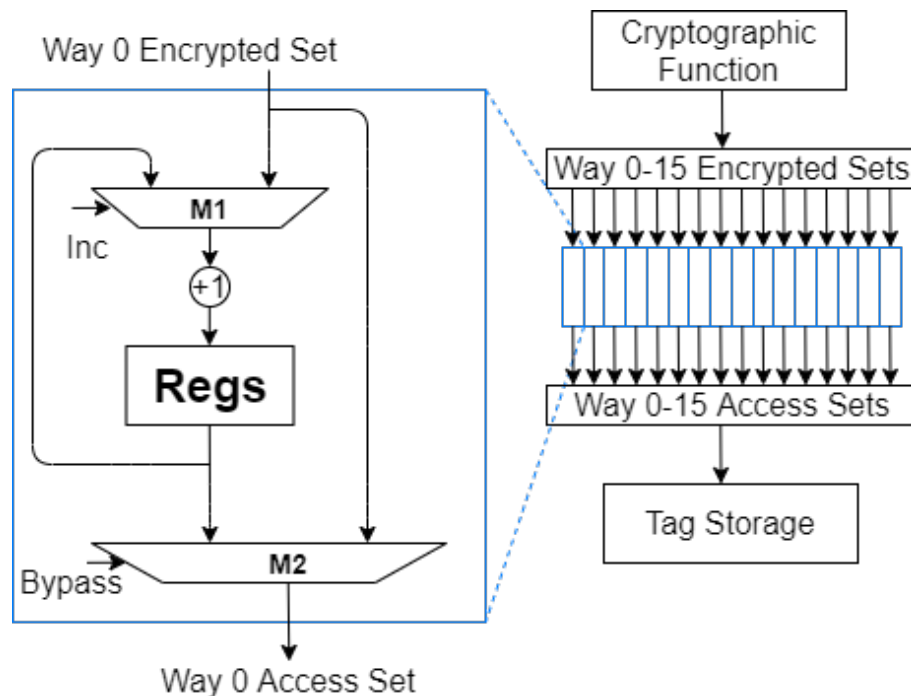 Way 0 Encrypted Set
M1
Inc
+1
Regs
M2
Bypass
Way 0 Access Set
Cryptographic
Function
Way 0-15 Encrypted Sets
Way 0-15 Access Sets
Tag Storage